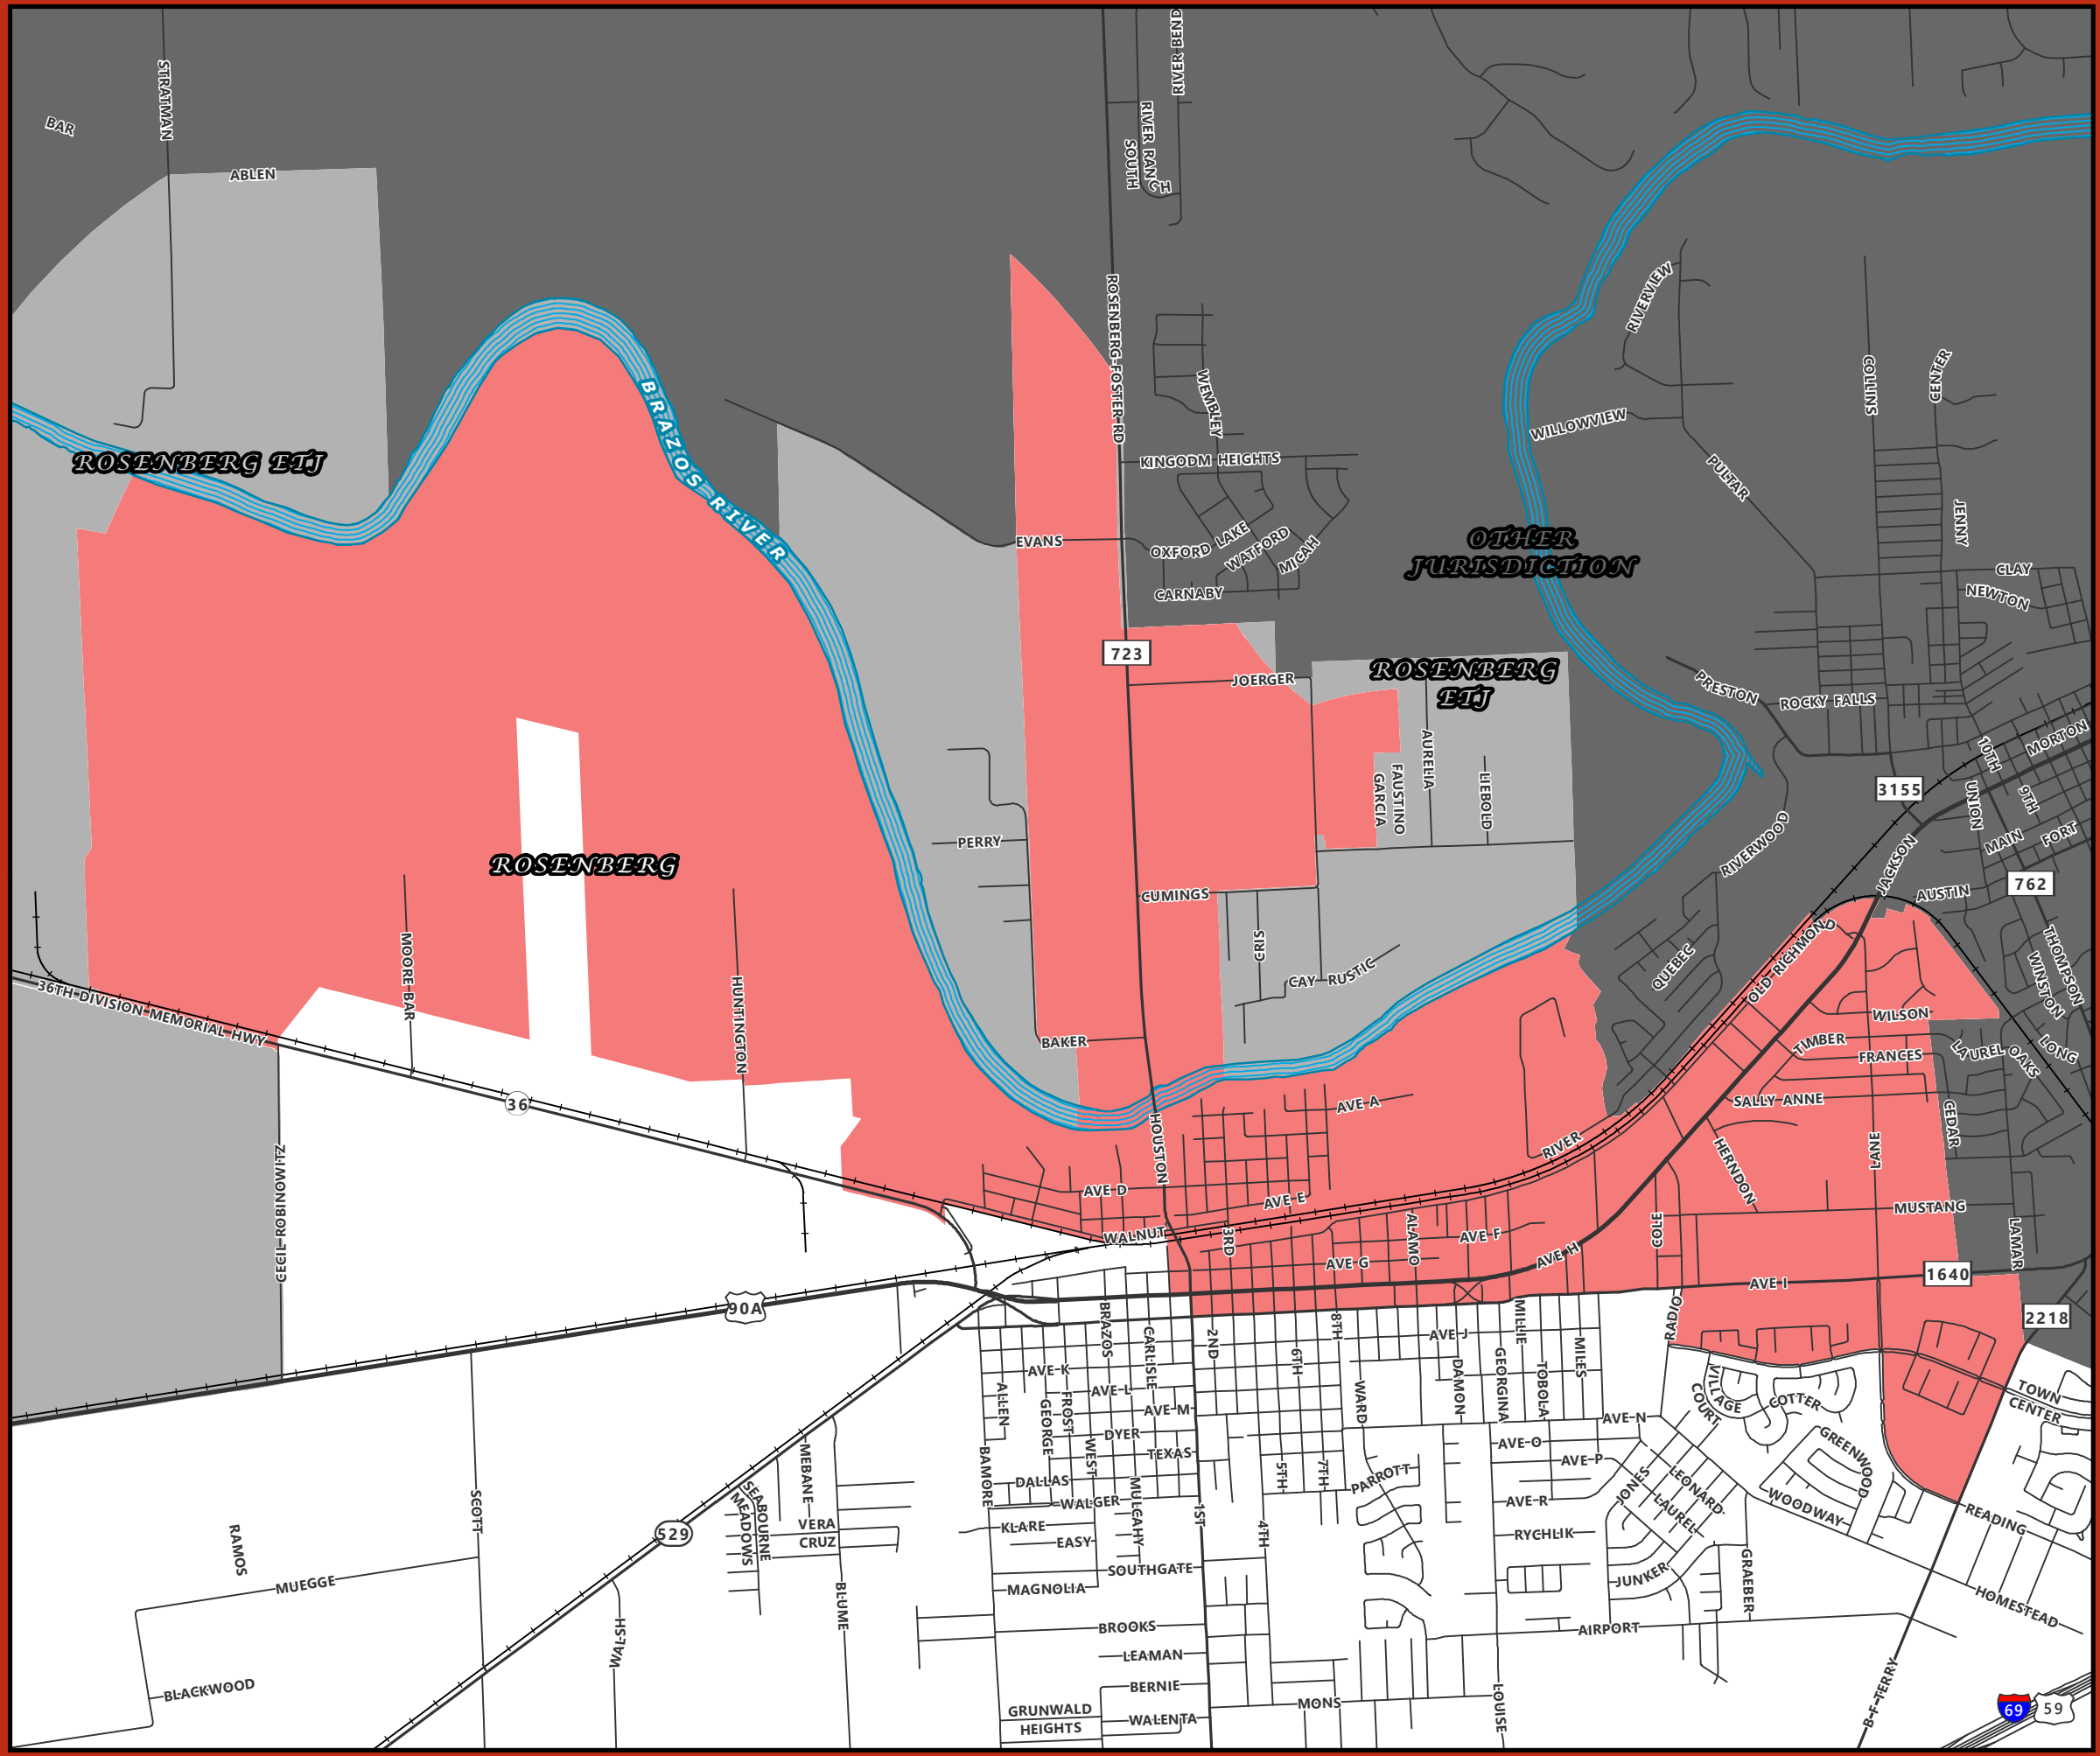 RIVER BEND
STRATMAN
BAR
RIVER RANCH
SOUTH
ABLEN
ROSENBERG-FOSTER RD
RIVERVIEW
COLLINS
CENTER
WEMBLEY
BRAZOS RIVER
WILLOWVIEW
KINGODM HEIGHTS
ROSENBERG ETJ
PULTAR
JENNY
EVANS
OXFORD
LAKE
WATFORD
MICAH
OTHER
JURISDICTION
CARNABY
CLAY
NEWTON
723
JOERGER
ROSENBERG
ETJ
PRESTON
ROCKY FALLS
AURELIA
FAUSTINO
GARCIA
LIEBOLD
10TH
MORTON
3155
UNION
9TH
MAIN
FORT
PERRY
RIVERWOOD
JACKSON
ROSENBERG
762
CUMINGS
AUSTIN
SIRD
OLD RICHMOND
MOORE-BAR
HUNTINGTON
CAY RUSTIC
QUEBEC
THOMPSON
WINSTON
36TH DIVISION MEMORIAL HWY
WILSON
BAKER
TIMBER
FRANCES
LAUREL OAKS
LONG
36
AVE A
SALLY ANNE
CEDAR
HOUSTON
RIVER
HERNDON
LANE
CECIL ROBINOWITZ
AVE D
AVE E
MUSTANG
WALNUT
3RD
ALAMO
AVE F
COLE
LAMAR
AVE G
AVE H
AVE I
1640
90A
2218
BRAZOS
CARLISLE
2ND
8TH
AVE J
MILLIE
MILES
RADIO
AVE K
6TH
AVE L
ALLEN
GEORGE
FROST
AVE M
WARD
DAMON
GEORGINA
TOBOLA
VILLAGE
COURT
COTTER
TOWN
CENTER
AVE N
DYER
WEST
TEXAS
AVE O
AVE P
GREENWOOD
BAMORE
DALLAS
MEBANE
SEABOURNE
MEADOWS
WALGER
MULCAHY
5TH
7TH
PARROTT
JONES
LEONARD
LAUREL
AVE R
WOODWAY
READING
SCOTT
529
VERA
CRUZ
KLARE
EASY
1ST
4TH
RYCHLIK
RAMOS
MUEGGE
SOUTHGATE
MAGNOLIA
JUNKER
GRAEBER
HOMESTEAD
BLUME
WALSH
BROOKS
AIRPORT
LEAMAN
BLACKWOOD
BERNIE
B F TERRY
GRUNWALD
HEIGHTS
WALENTA
MONS
LOUISE
69
59